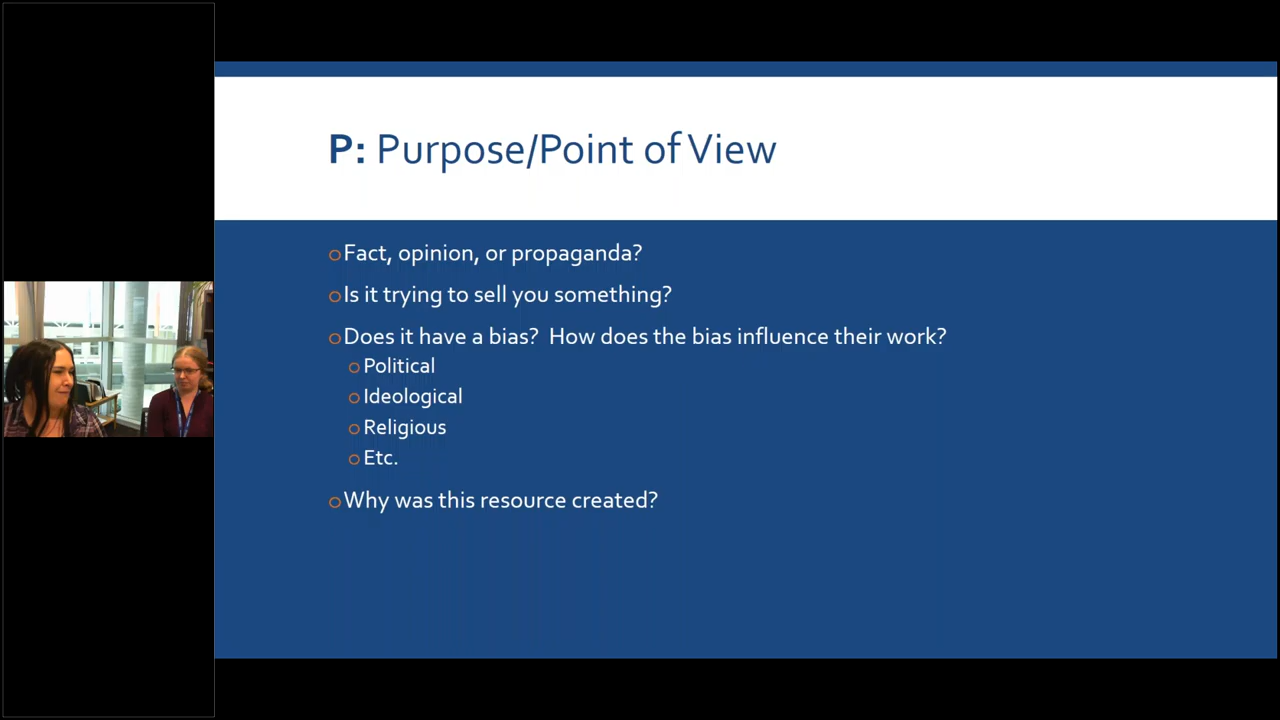 P: Purpose/Point of View
Fact, opinion, or propaganda?
Is it trying to sell you something?
Does it have a bias?  How does the bias influence their work?
Political
Ideological
Religious
Etc.
Why was this resource created?